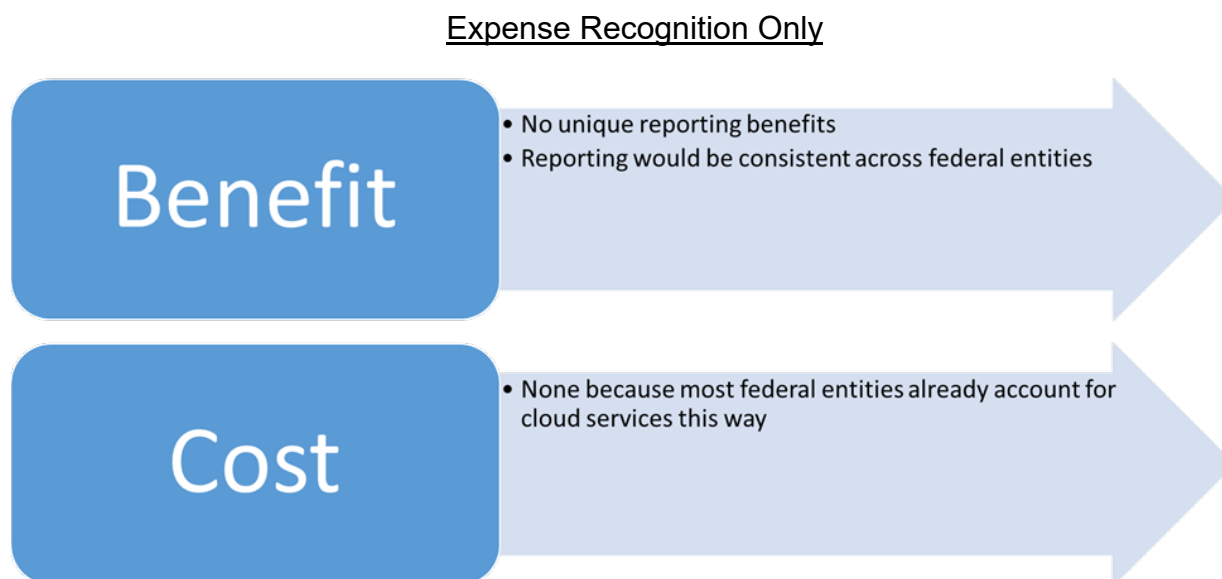 Expense Recognition Only
Benefit
• No unique reporting benefits
• Reporting would be consistent across federal entities
Cost
• None because most federal entities already account for
cloud services this way